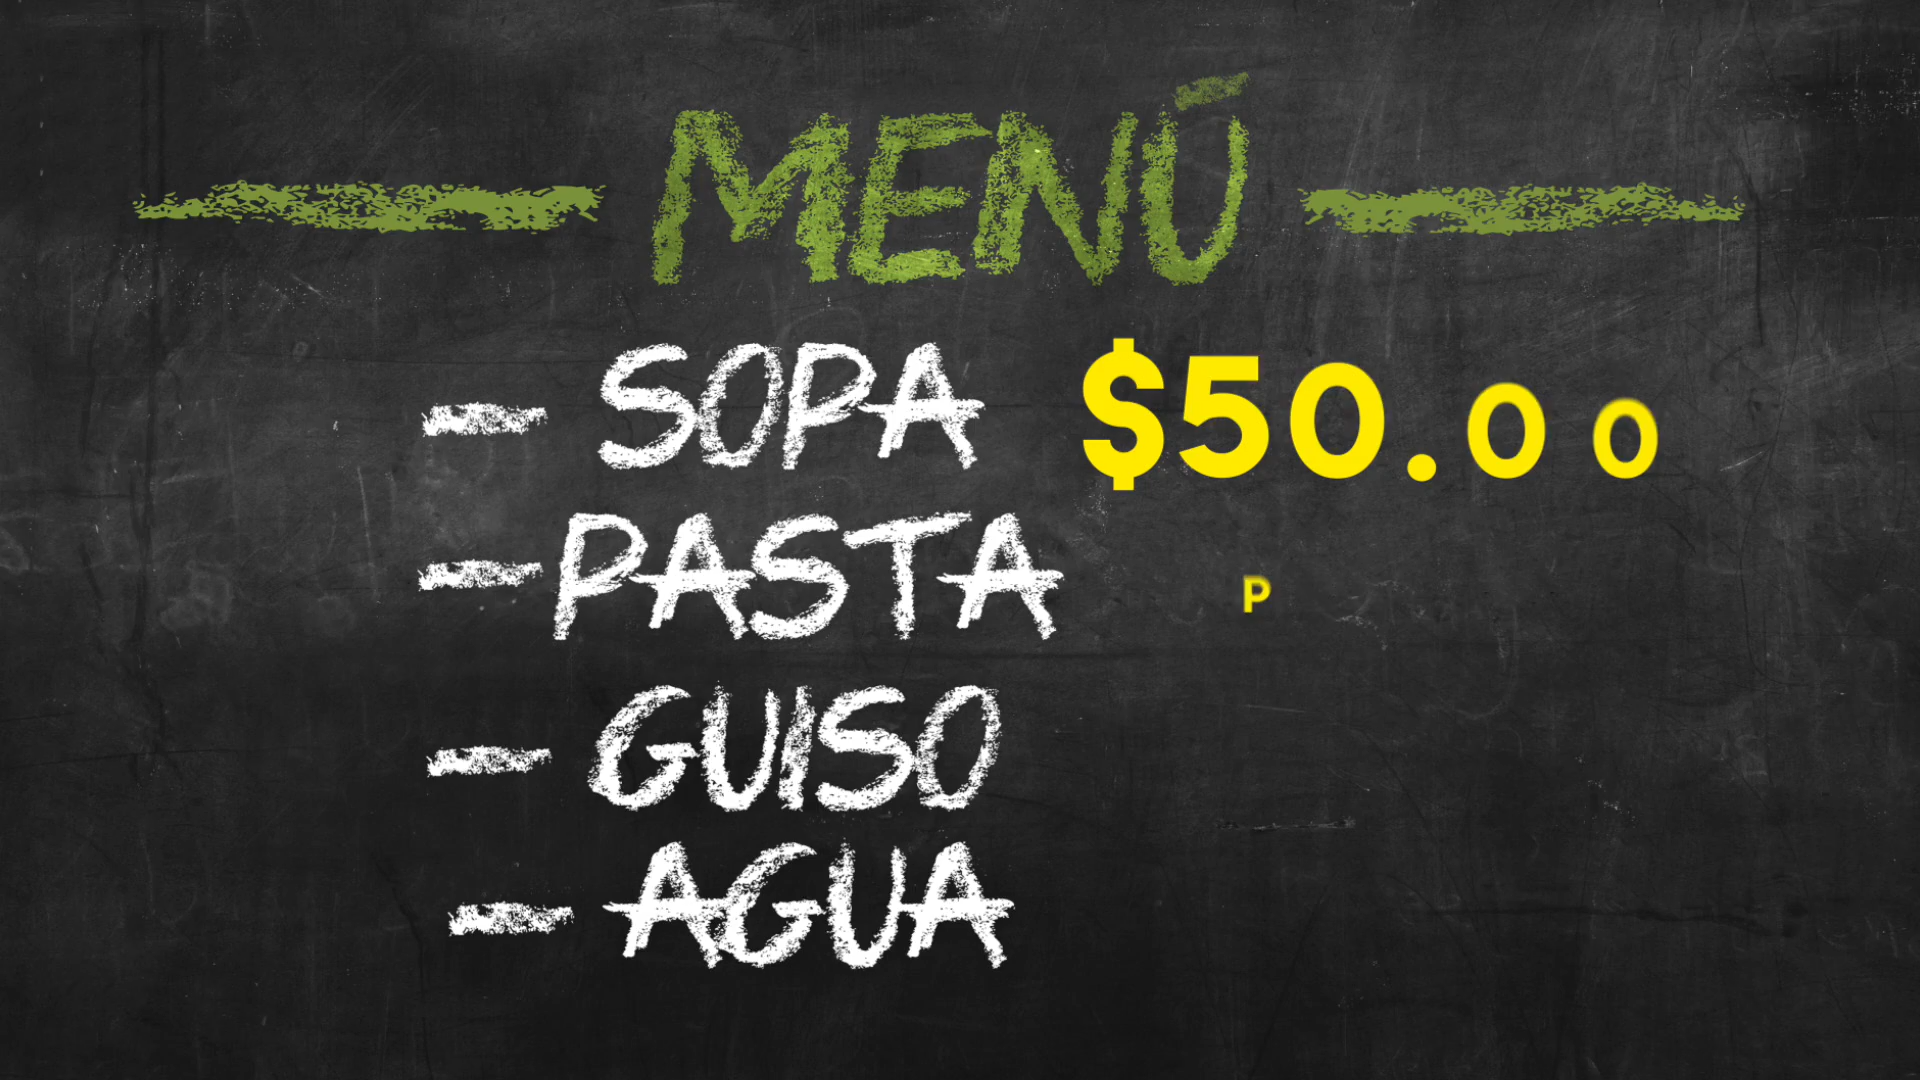 MENÚ
- SOPA $50.00
- PASTA P
- GUISO
- AGUA